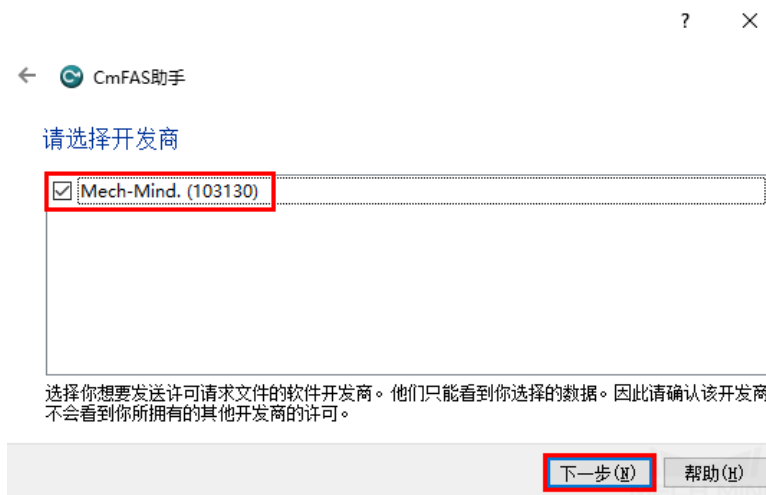 ?
CmFAS助手
请选择开发商
Mech-Mind. (103130)
选择你想要发送许可请求文件的软件开发商。他们只能看到你选择的数据。因此请确认该开发商
不会看到你所拥有的其他开发商的许可。
下一步(N) 帮助(H)